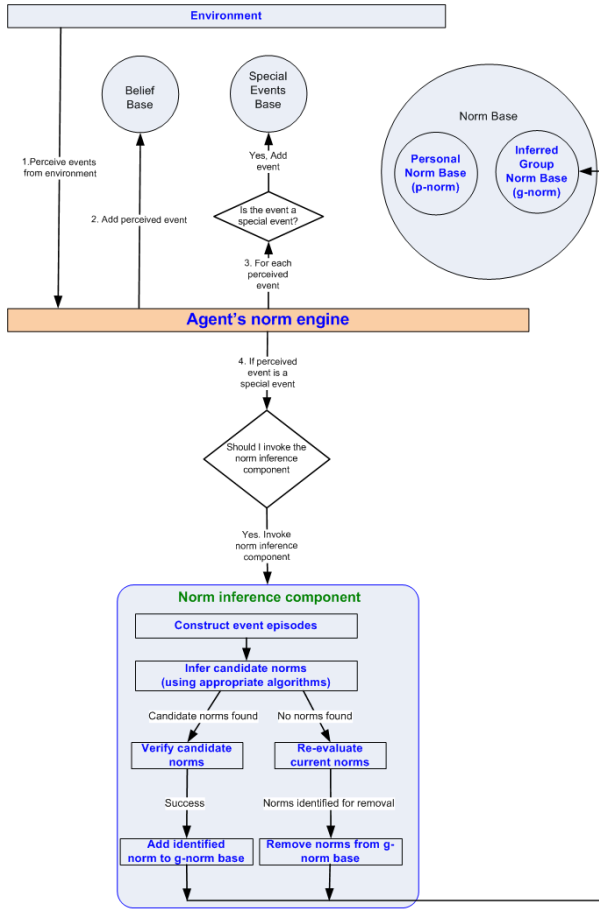 Environment
Belief
Base
Special
Events
Base
Norm Base
Personal
Norm Base
(p-norm)
Inferred
Group
Norm Base
(g-norm)
1.Perceive events
from environment
Yes, Add
event
Is the event a
special event?
2. Add perceived event
3. For each
perceived
event
Agent's norm engine
4. If perceived
event is a
special event
Should I invoke the
norm inference
component
Yes. Invoke
norm inference
component
Norm inference component
Construct event episodes
Infer candidate norms
(using appropriate algorithms)
Candidate norms found
No norms found
Verify candidate
norms
Re-evaluate
current norms
Success
Norms identified for removal
Add identified
norm to g-norm base
Remove norms from g-
norm base